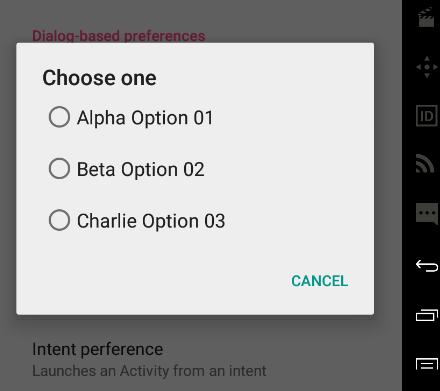 Dialog-based preferences
Choose one
Alpha Option 01
Beta Option 02
Charlie Option 03
CANCEL
Intent perference
Launches an Activity from an intent
ID